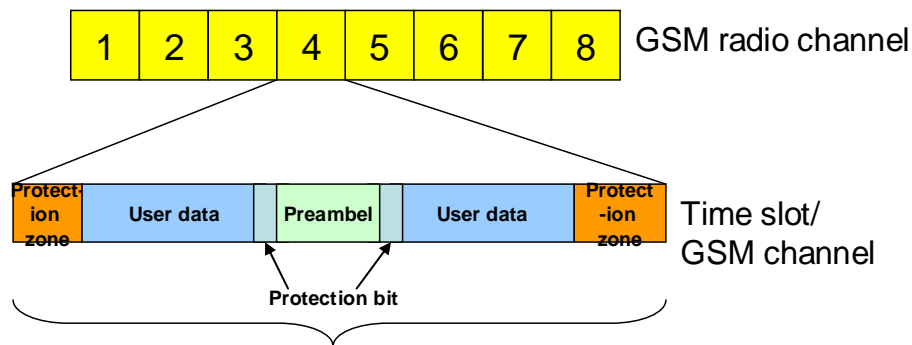 1 2 3 4 5 6 7 8
GSM radio channel
Protect-
ion
zone
User data
Preambel
User data
Protect
-ion
zone
Time slot/
GSM channel
Protection bit